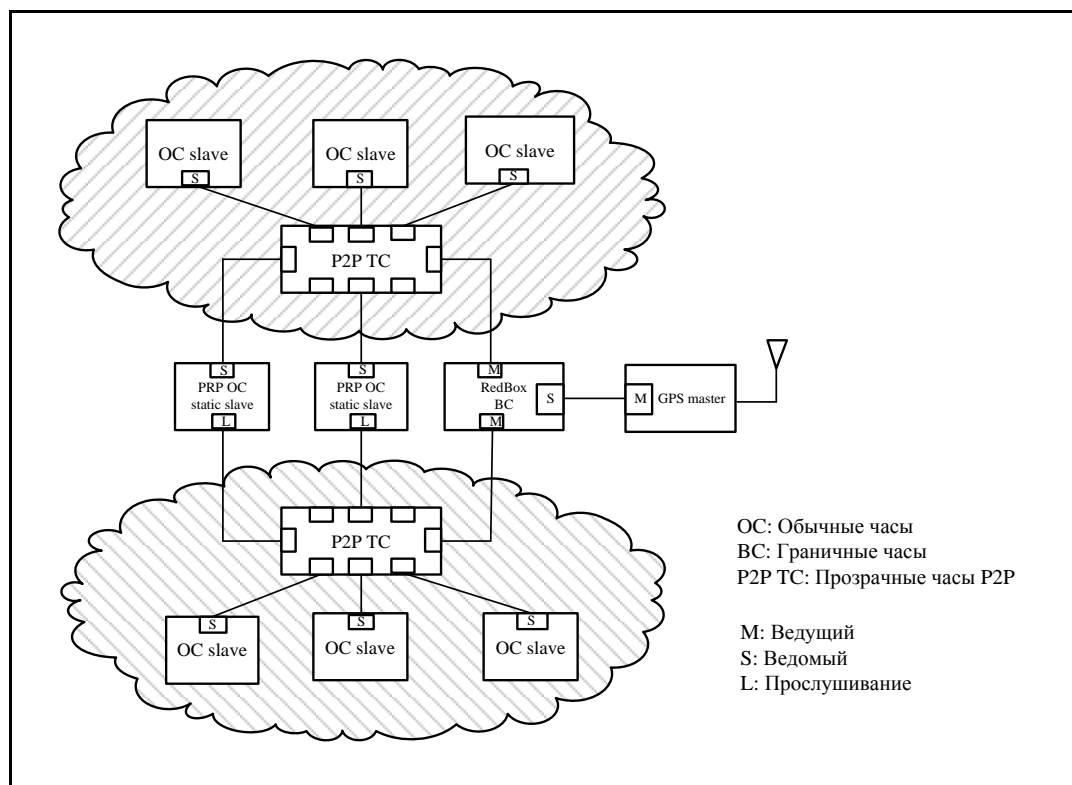 OC slave
OC slave
OC slave
S
S
S
P2P TC
S
S
M
PRP OC
static slave
PRP OC
static slave
RedBox
BC
S
M
GPS master
L
L
M
P2P TC
S
S
S
OC slave
OC slave
OC slave
OC: Обычные часы
BC: Граничные часы
P2P TC: Прозрачные часы P2P
M: Ведущий
S: Ведомый
L: Прослушивание